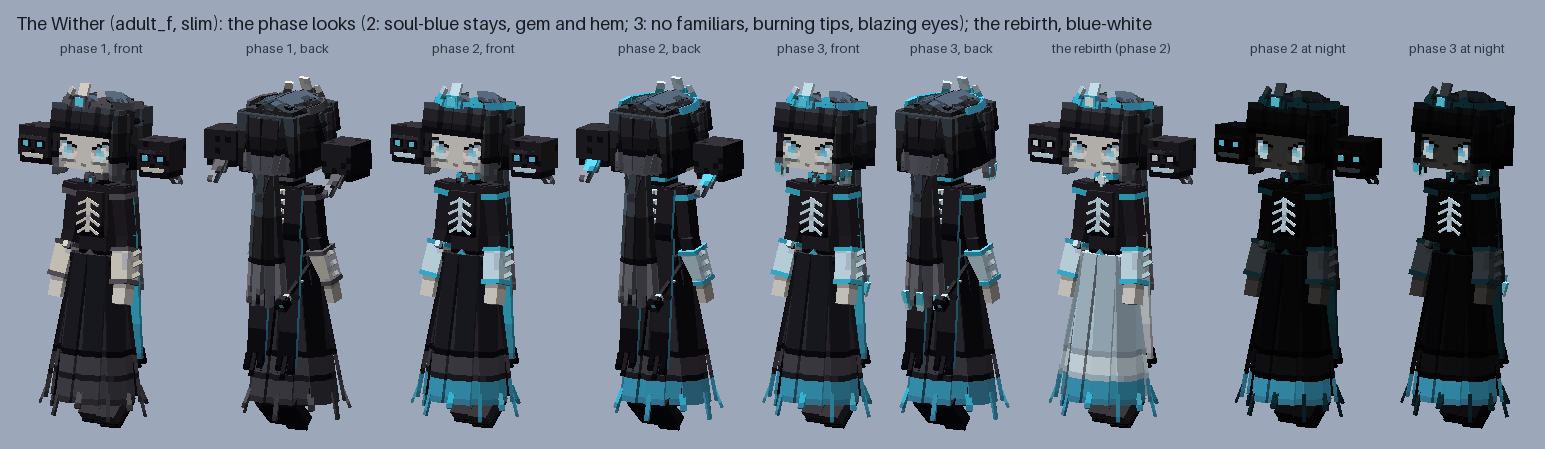 The Wither (adult_f, slim): the phase looks (2: soul-blue stays, gem and hem; 3: no familiars, burning tips, blazing eyes); the rebirth, blue-white
phase 1, front
phase 1, back
phase 2, front
phase 2, back
phase 3, front
phase 3, back
the rebirth (phase 2)
phase 2 at night
phase 3 at night